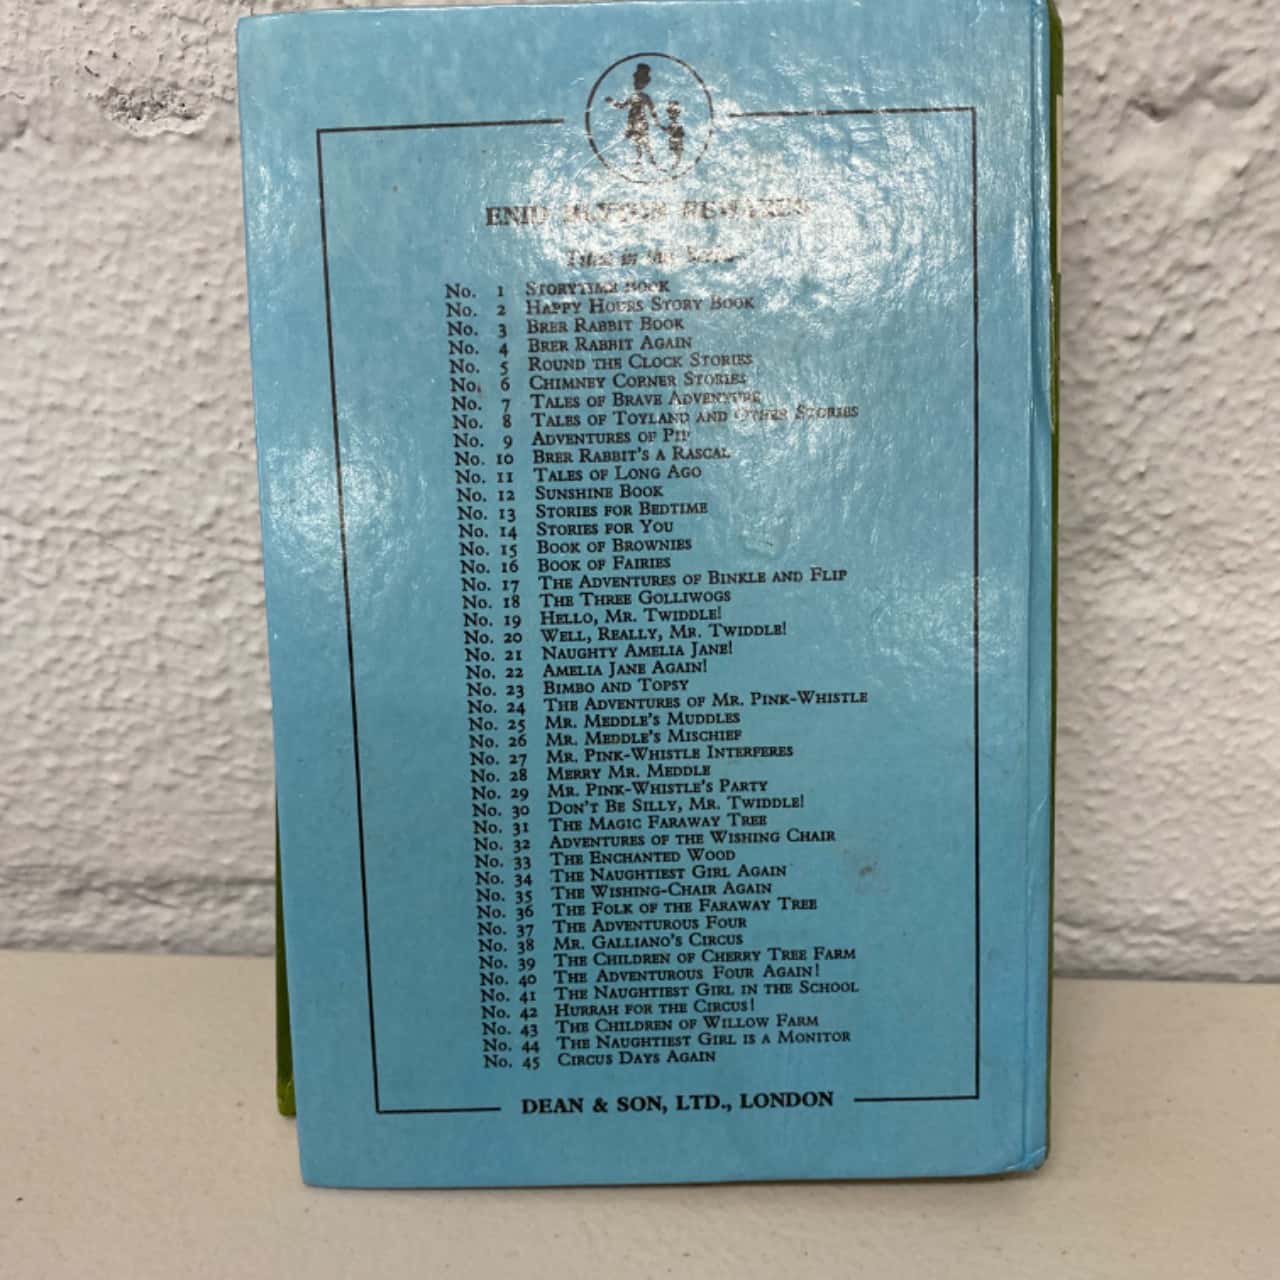 ENID BLYTON REWARDS
Titles in this Series
No. 1 STORYTIME BOOK
No. 2 HAPPY HOURS STORY BOOK
No. 3 BRER RABBIT BOOK
No. 4 BRER RABBIT AGAIN
No. 5 ROUND THE CLOCK STORIES
No. 6 CHIMNEY CORNER STORIES
No. 7 TALES OF BRAVE ADVENTURE
No. 8 TALES OF TOYLAND AND OTHER STORIES
No. 9 ADVENTURES OF PIP
No. 10 BRER RABBIT'S A RASCAL
No. 11 TALES OF LONG AGO
No. 12 SUNSHINE BOOK
No. 13 STORIES FOR BEDTIME
No. 14 STORIES FOR YOU
No. 15 BOOK OF BROWNIES
No. 16 BOOK OF FAIRIES
No. 17 THE ADVENTURES OF BINKLE AND FLIP
No. 18 THE THREE GOLLIWOGS
No. 19 HELLO, MR. TWIDDLE!
No. 20 WELL, REALLY, MR. TWIDDLE!
No. 21 NAUGHTY AMELIA JANE!
No. 22 AMELIA JANE AGAIN!
No. 23 BIMBO AND TOPSY
No. 24 THE ADVENTURES OF MR. PINK-WHISTLE
No. 25 MR. MEDDLE'S MUDDLES
No. 26 MR. MEDDLE'S MISCHIEF
No. 27 MR. PINK-WHISTLE INTERFERES
No. 28 MERRY MR. MEDDLE
No. 29 MR. PINK-WHISTLE'S PARTY
No. 30 DON'T BE SILLY, MR. TWIDDLE!
No. 31 THE MAGIC FARAWAY TREE
No. 32 ADVENTURES OF THE WISHING CHAIR
No. 33 THE ENCHANTED WOOD
No. 34 THE NAUGHTIEST GIRL AGAIN
No. 35 THE WISHING-CHAIR AGAIN
No. 36 THE FOLK OF THE FARAWAY TREE
No. 37 THE ADVENTUROUS FOUR
No. 38 MR. GALLIANO'S CIRCUS
No. 39 THE CHILDREN OF CHERRY TREE FARM
No. 40 THE ADVENTUROUS FOUR AGAIN!
No. 41 THE NAUGHTIEST GIRL IN THE SCHOOL
No. 42 HURRAH FOR THE CIRCUS!
No. 43 THE CHILDREN OF WILLOW FARM
No. 44 THE NAUGHTIEST GIRL IS A MONITOR
No. 45 CIRCUS DAYS AGAIN
DEAN & SON, LTD., LONDON